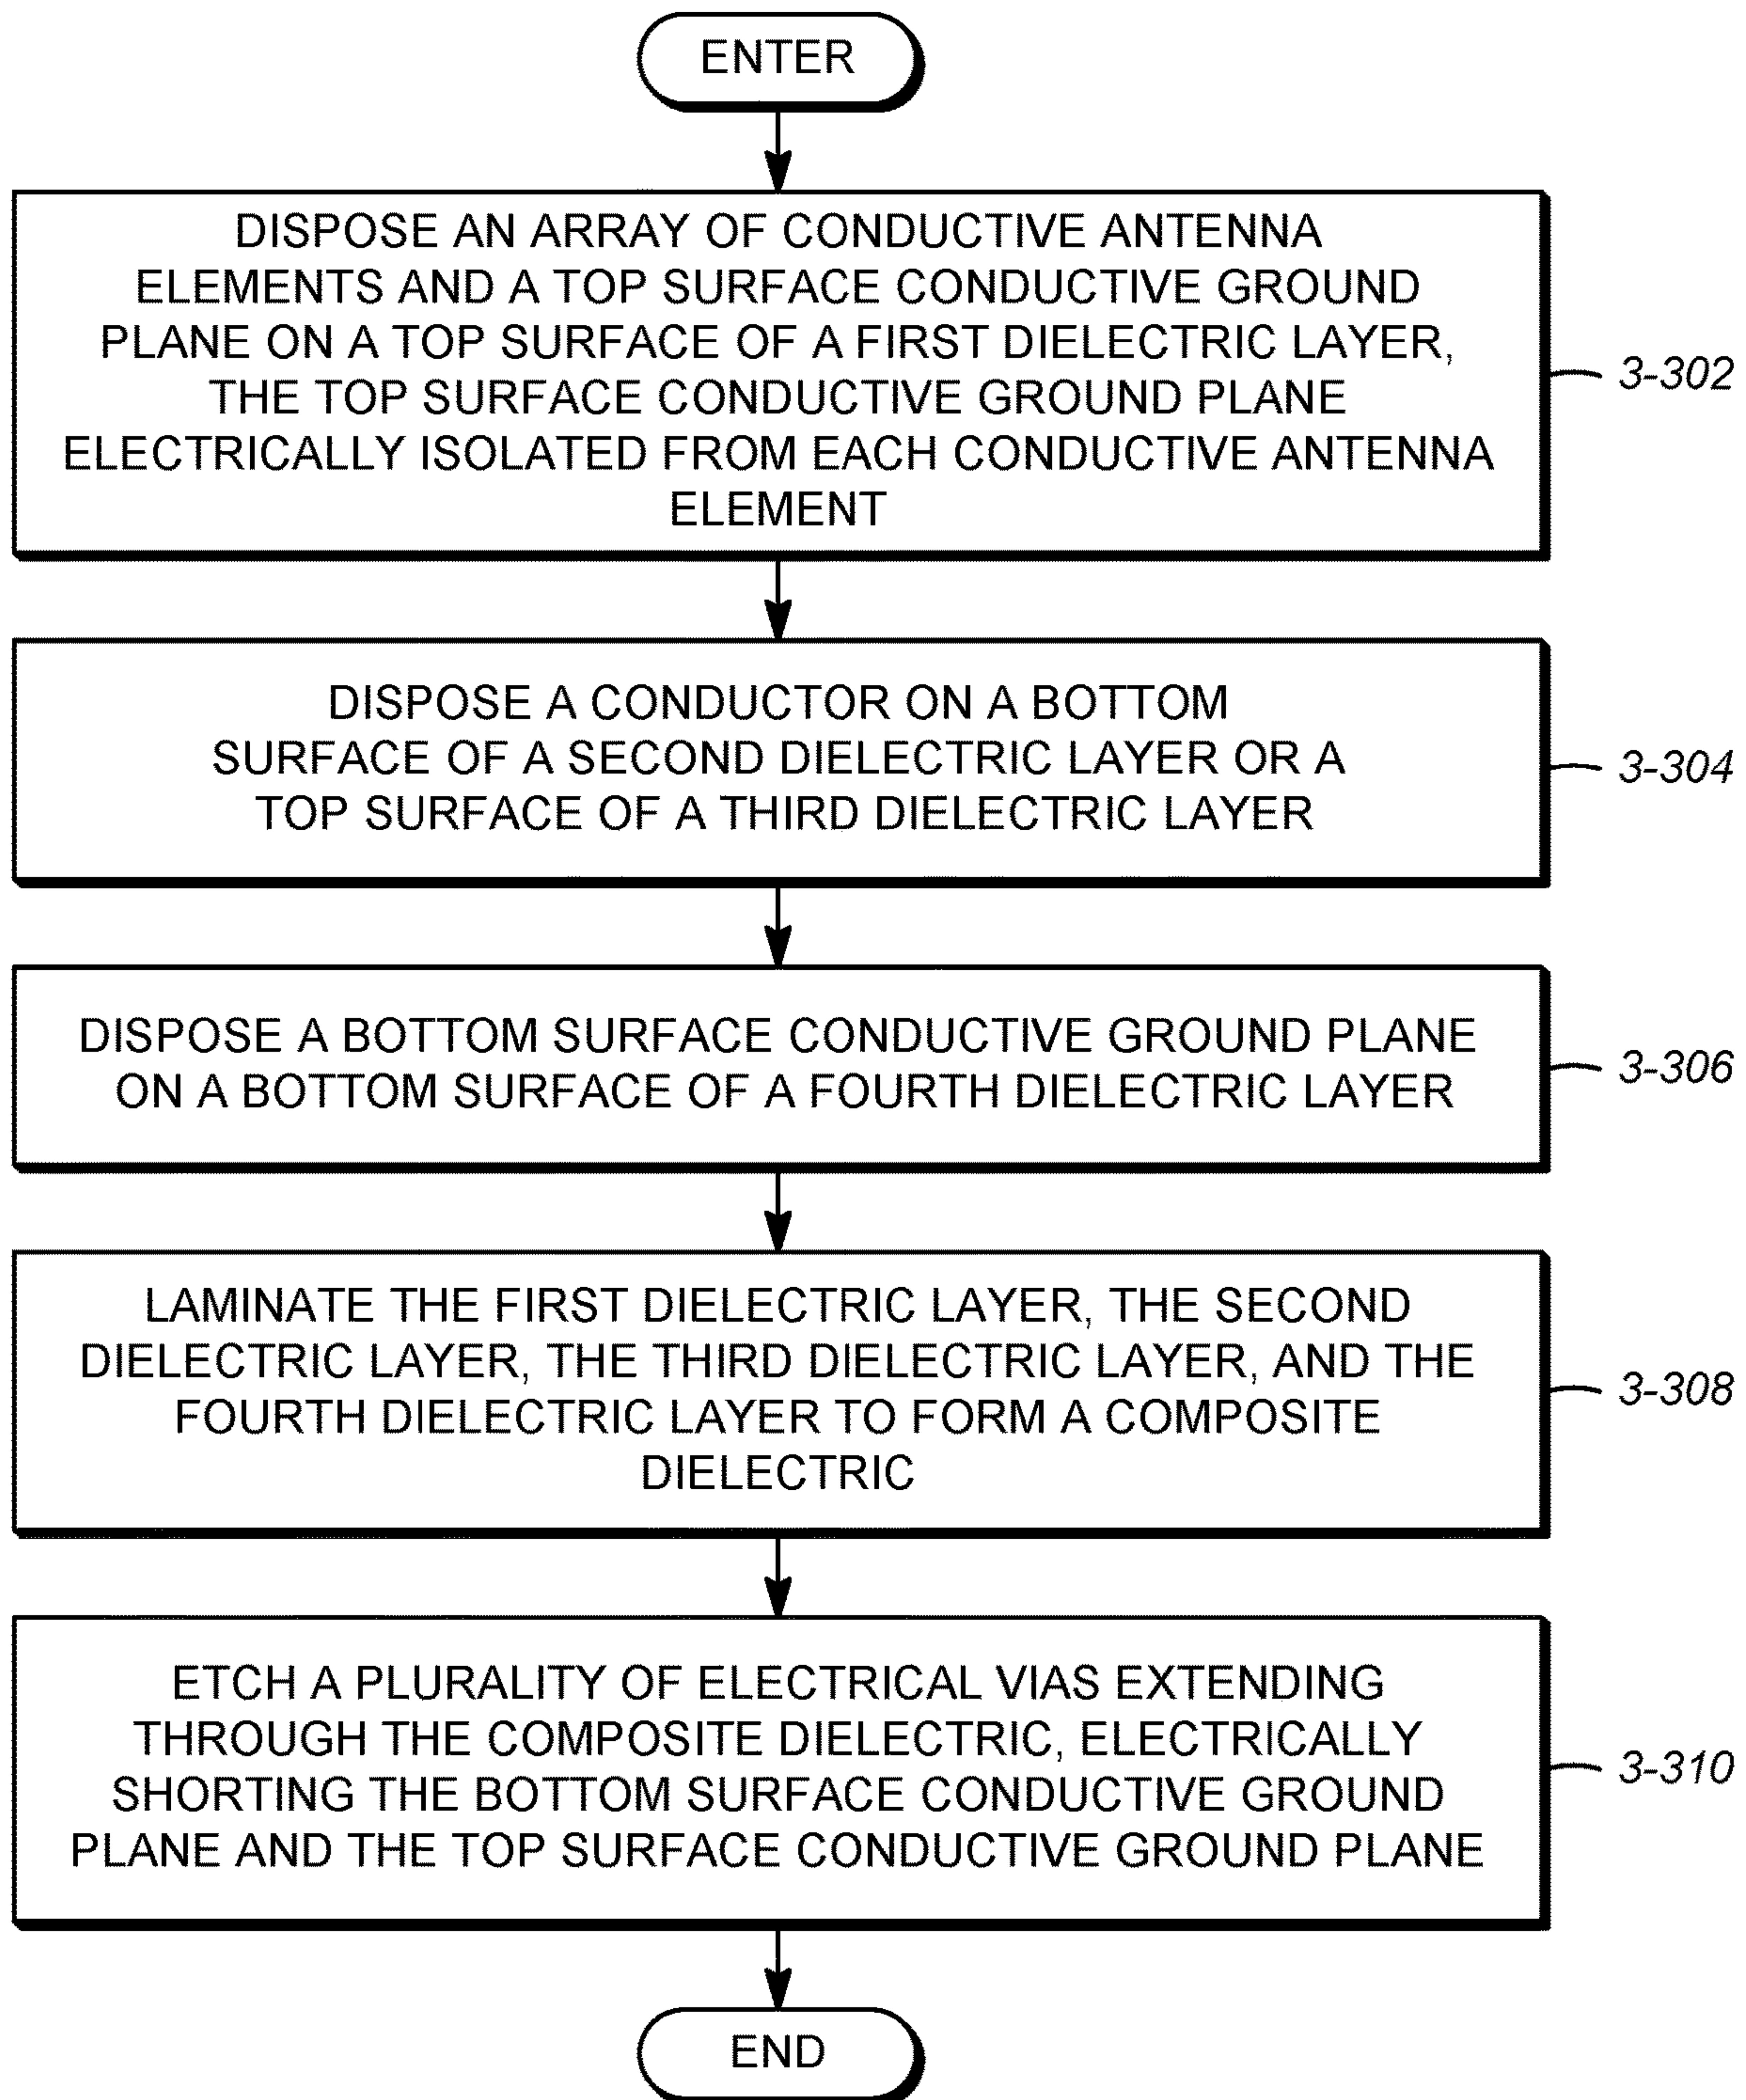 ENTER
DISPOSE AN ARRAY OF CONDUCTIVE ANTENNA
ELEMENTS AND A TOP SURFACE CONDUCTIVE GROUND
PLANE ON A TOP SURFACE OF A FIRST DIELECTRIC LAYER,
THE TOP SURFACE CONDUCTIVE GROUND PLANE
ELECTRICALLY ISOLATED FROM EACH CONDUCTIVE ANTENNA
ELEMENT
3-302
DISPOSE A CONDUCTOR ON A BOTTOM
SURFACE OF A SECOND DIELECTRIC LAYER OR A
TOP SURFACE OF A THIRD DIELECTRIC LAYER
3-304
DISPOSE A BOTTOM SURFACE CONDUCTIVE GROUND PLANE
ON A BOTTOM SURFACE OF A FOURTH DIELECTRIC LAYER
3-306
LAMINATE THE FIRST DIELECTRIC LAYER, THE SECOND
DIELECTRIC LAYER, THE THIRD DIELECTRIC LAYER, AND THE
FOURTH DIELECTRIC LAYER TO FORM A COMPOSITE
DIELECTRIC
3-308
ETCH A PLURALITY OF ELECTRICAL VIAS EXTENDING
THROUGH THE COMPOSITE DIELECTRIC, ELECTRICALLY
SHORTING THE BOTTOM SURFACE CONDUCTIVE GROUND
PLANE AND THE TOP SURFACE CONDUCTIVE GROUND PLANE
3-310
END